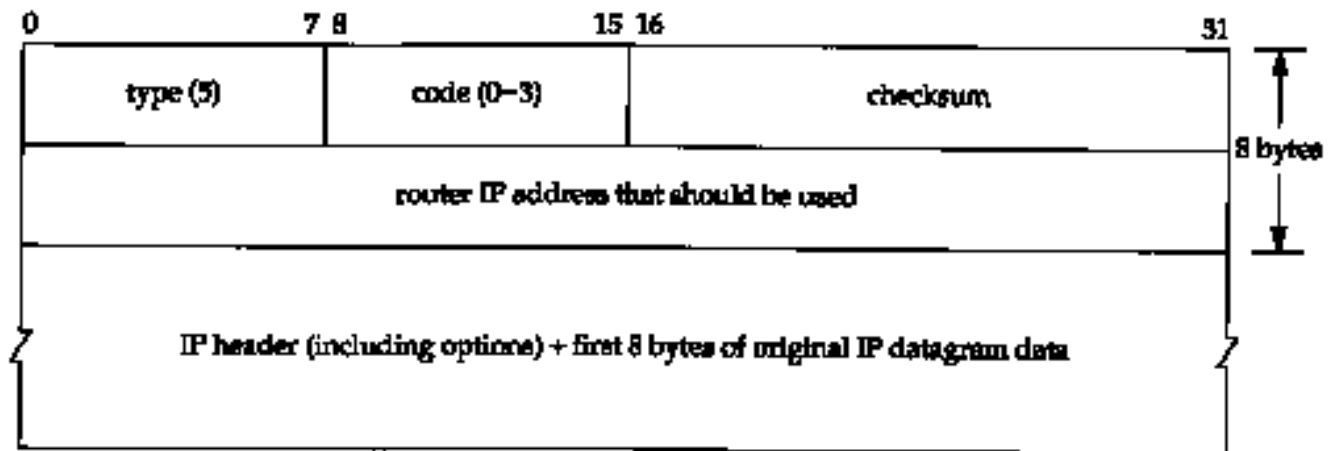 0 7 8 15 16 31
type (5) code (0−3) checksum
8 bytes
router IP address that should be used
IP header (including options) + first 8 bytes of original IP datagram data